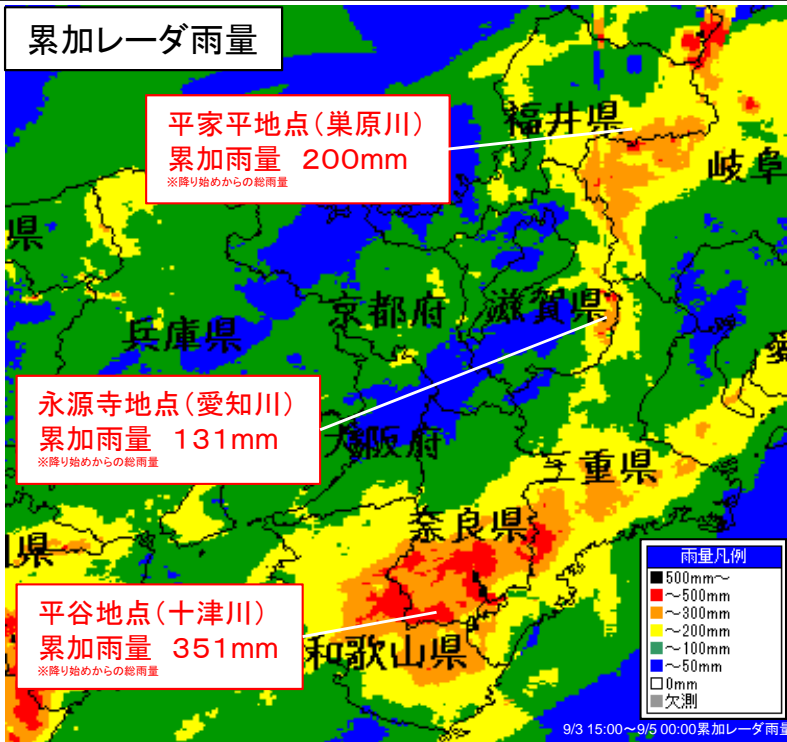 累加レーダ雨量
平家平地点(巣原川)
累加雨量 200mm
※降り始めからの総雨量
福井県
岐阜
県
京都府
滋賀県
兵庫県
愛
永源寺地点(愛知川)
累加雨量 131mm
※降り始めからの総雨量
大阪府
三重県
奈良県
県
平谷地点(十津川)
累加雨量 351mm
※降り始めからの総雨量
和歌山県
雨量凡例
500mm～
～500mm
～300mm
～200mm
～100mm
～50mm
0mm
欠測
9/3 15:00～9/5 00:00累加レーダ雨量